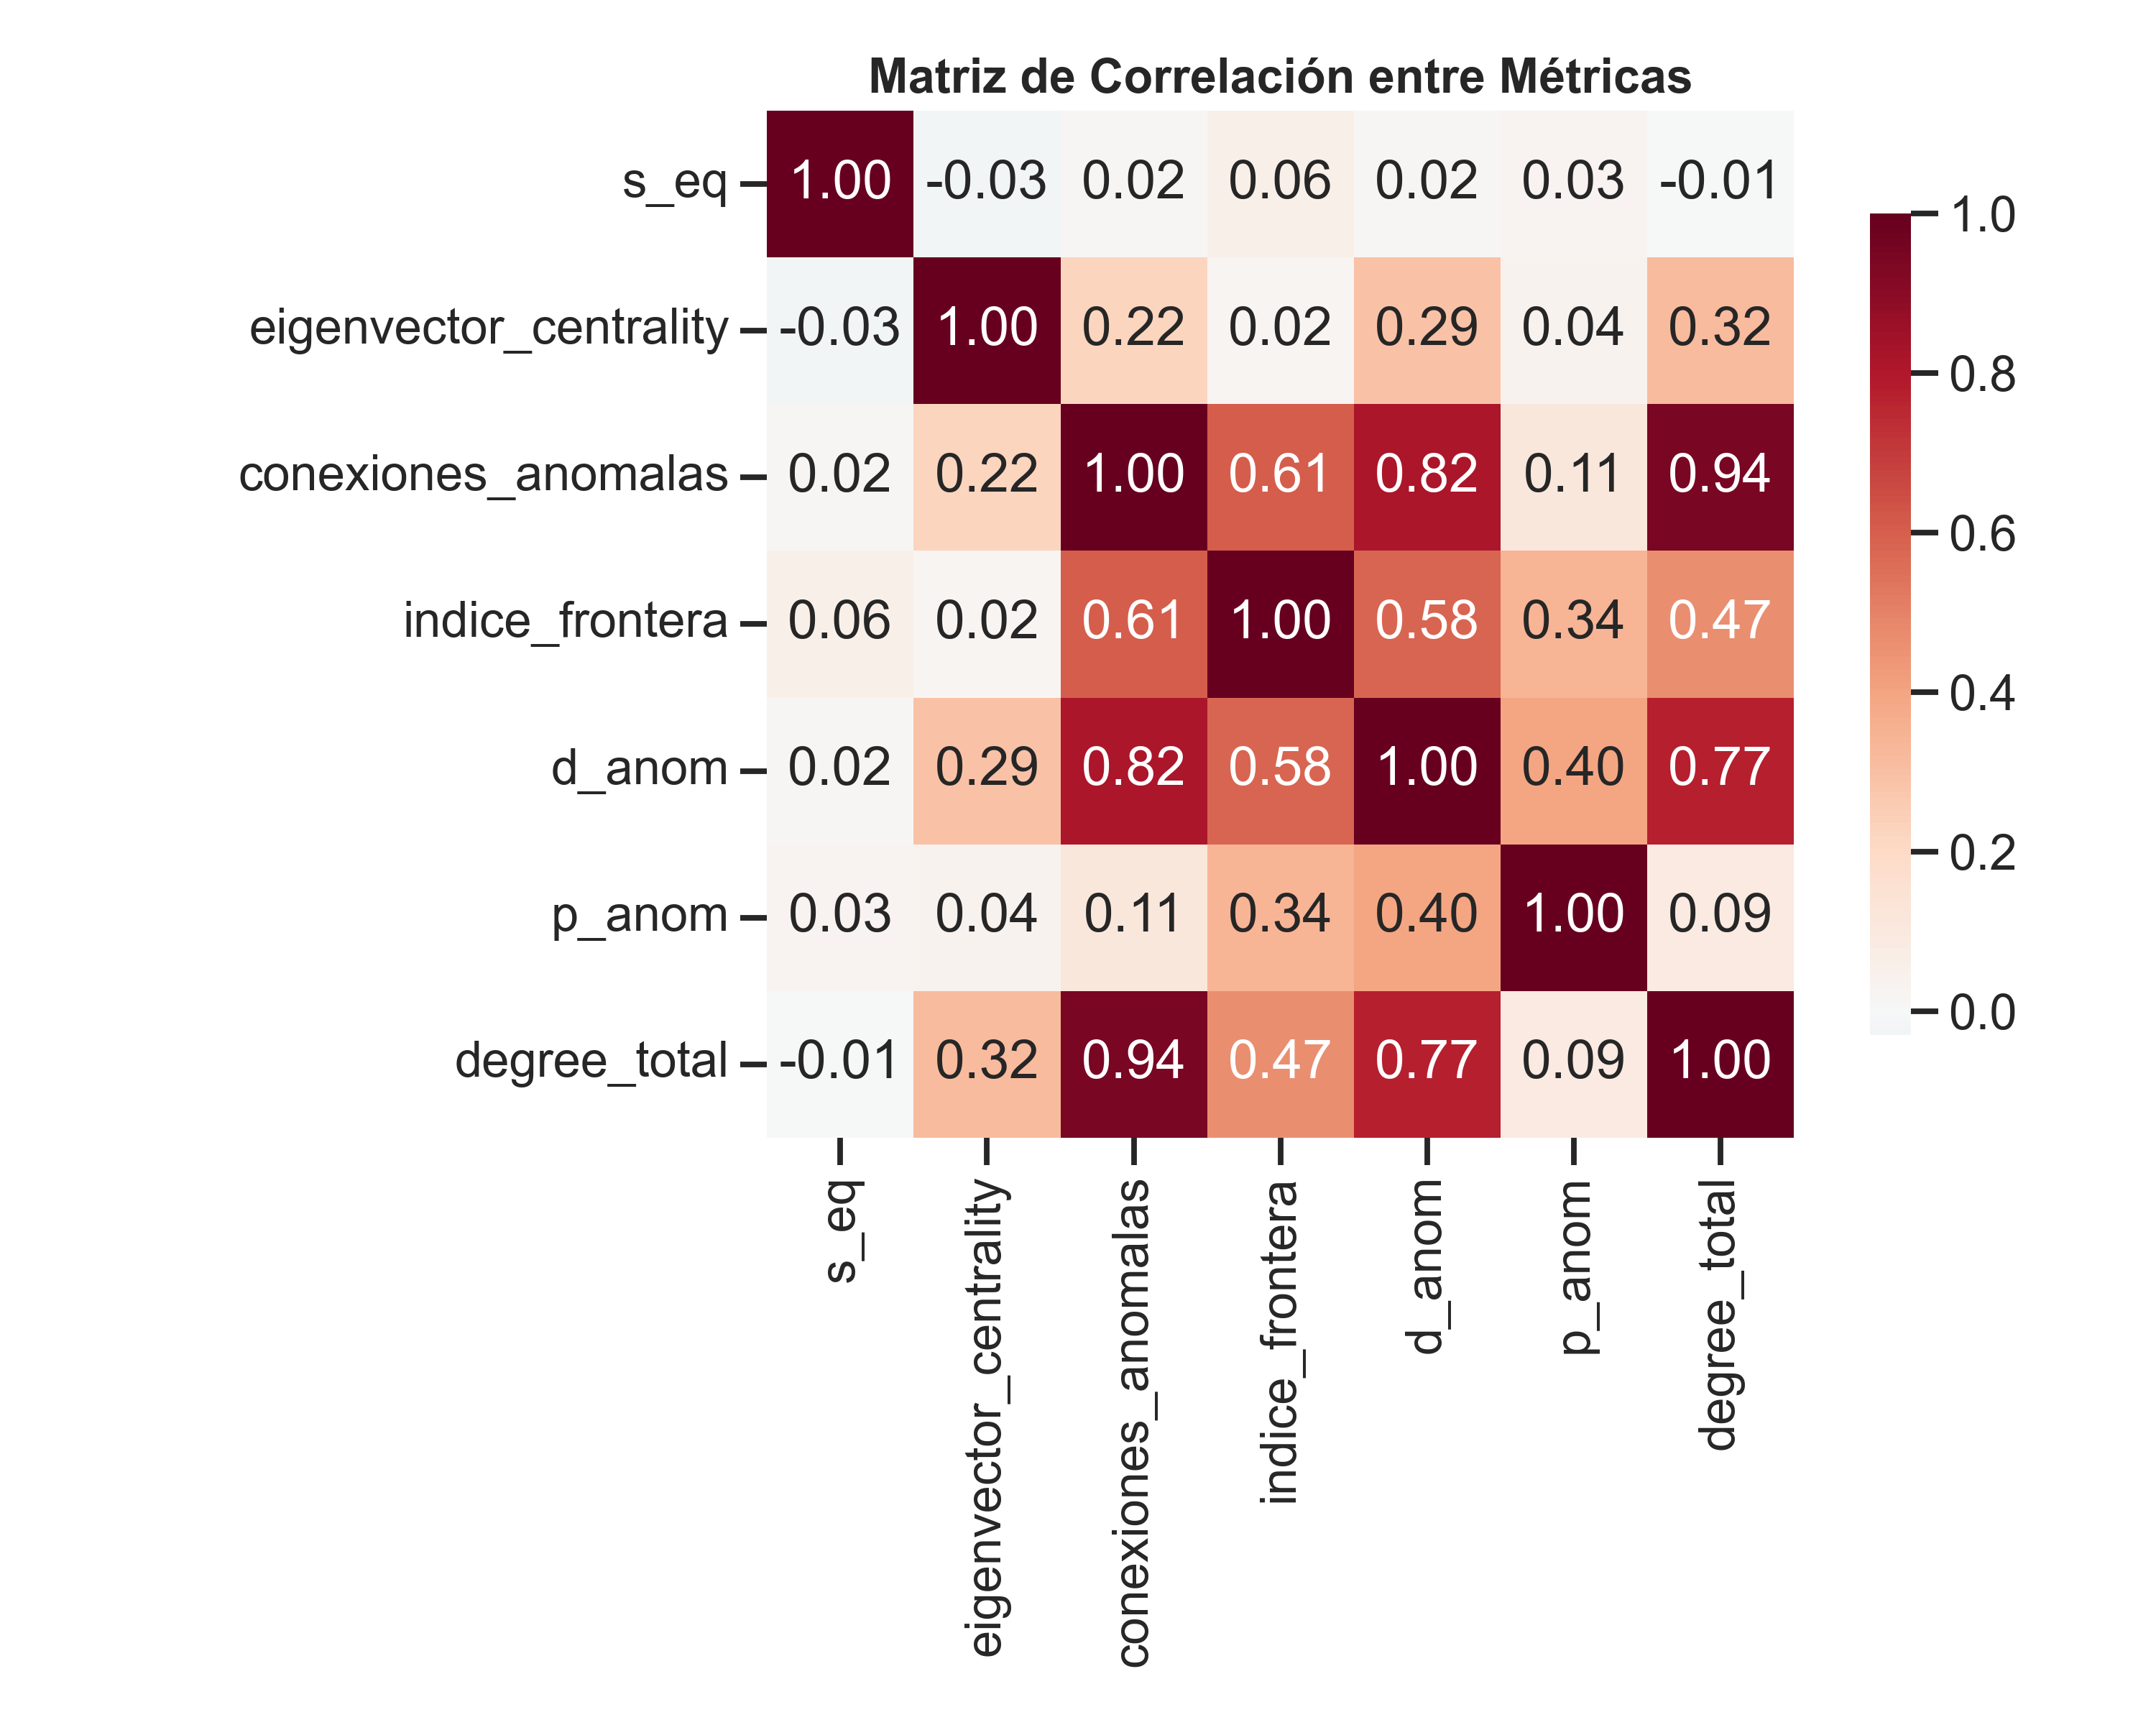 Matriz de Correlación entre Métricas
s_eq 1.00 -0.03 0.02 0.06 0.02 0.03 -0.01
eigenvector_centrality -0.03 1.00 0.22 0.02 0.29 0.04 0.32
conexiones_anomalas 0.02 0.22 1.00 0.61 0.82 0.11 0.94
indice_frontera 0.06 0.02 0.61 1.00 0.58 0.34 0.47
d_anom 0.02 0.29 0.82 0.58 1.00 0.40 0.77
p_anom 0.03 0.04 0.11 0.34 0.40 1.00 0.09
degree_total -0.01 0.32 0.94 0.47 0.77 0.09 1.00
s_eq
eigenvector_centrality
conexiones_anomalas
indice_frontera
d_anom
p_anom
degree_total
1.0
0.8
0.6
0.4
0.2
0.0